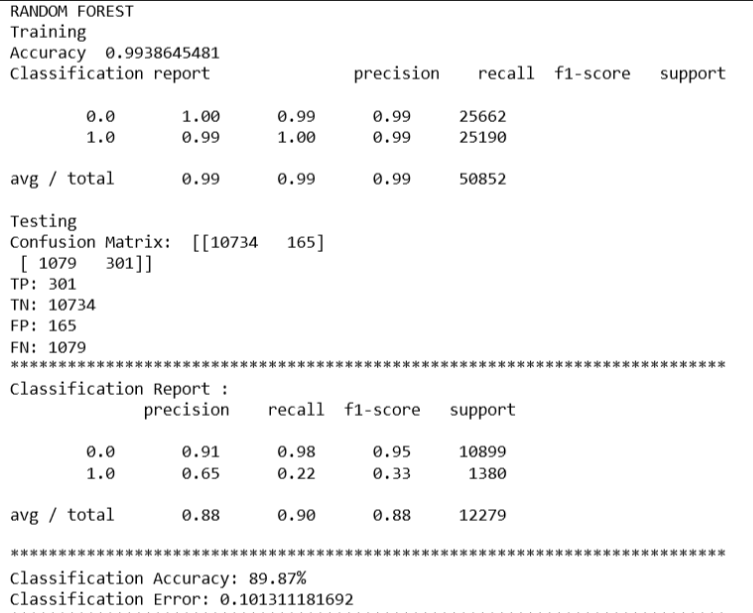 RANDOM FOREST
Training
Accuracy  0.9938645481
Classification report               precision    recall  f1-score   support

        0.0       1.00      0.99      0.99     25662
        1.0       0.99      1.00      0.99     25190

avg / total       0.99      0.99      0.99     50852

Testing
Confusion Matrix:  [[10734   165]
 [ 1079   301]]
TP: 301
TN: 10734
FP: 165
FN: 1079
***************************************************************************
Classification Report :
              precision    recall  f1-score   support

        0.0       0.91      0.98      0.95     10899
        1.0       0.65      0.22      0.33      1380

avg / total       0.88      0.90      0.88     12279

***************************************************************************
Classification Accuracy: 89.87%
Classification Error: 0.101311181692